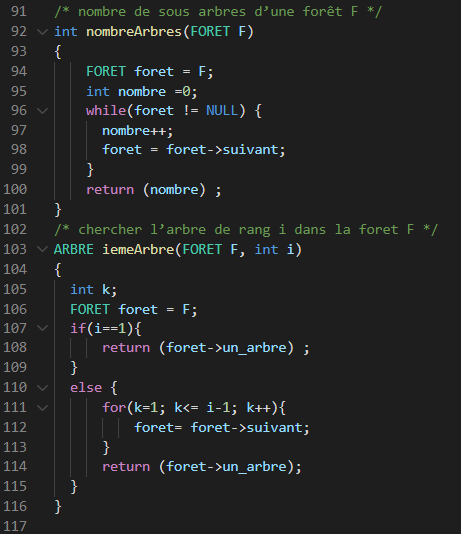 91 /* nombre de sous arbres d’une forêt F */
92 int nombreArbres(FORET F)
93 {
94 FORET foret = F;
95 int nombre =0;
96 while(foret != NULL) {
97 nombre++;
98 foret = foret->suivant;
99 }
100 return (nombre) ;
101 }
102 /* chercher l’arbre de rang i dans la foret F */
103 ARBRE iemeArbre(FORET F, int i)
104 {
105 int k;
106 FORET foret = F;
107 if(i==1){
108 return (foret->un_arbre) ;
109 }
110 else {
111 for(k=1; k<= i-1; k++){
112 foret= foret->suivant;
113 }
114 return (foret->un_arbre);
115 }
116 }
117